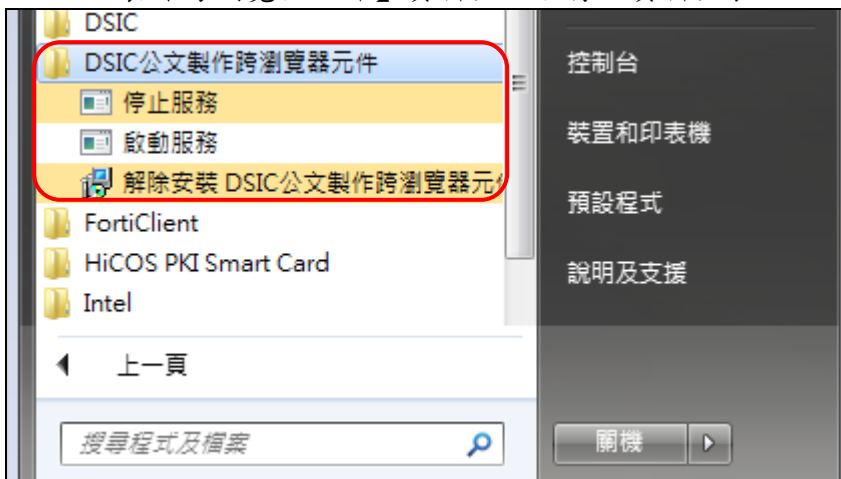 DSIC
DSIC公文製作跨瀏覽器元件
停止服務
啟動服務
解除安裝 DSIC公文製作跨瀏覽器元
FortiClient
HiCOS PKI Smart Card
Intel
上一頁
搜尋程式及檔案
控制台
裝置和印表機
預設程式
說明及支援
關機